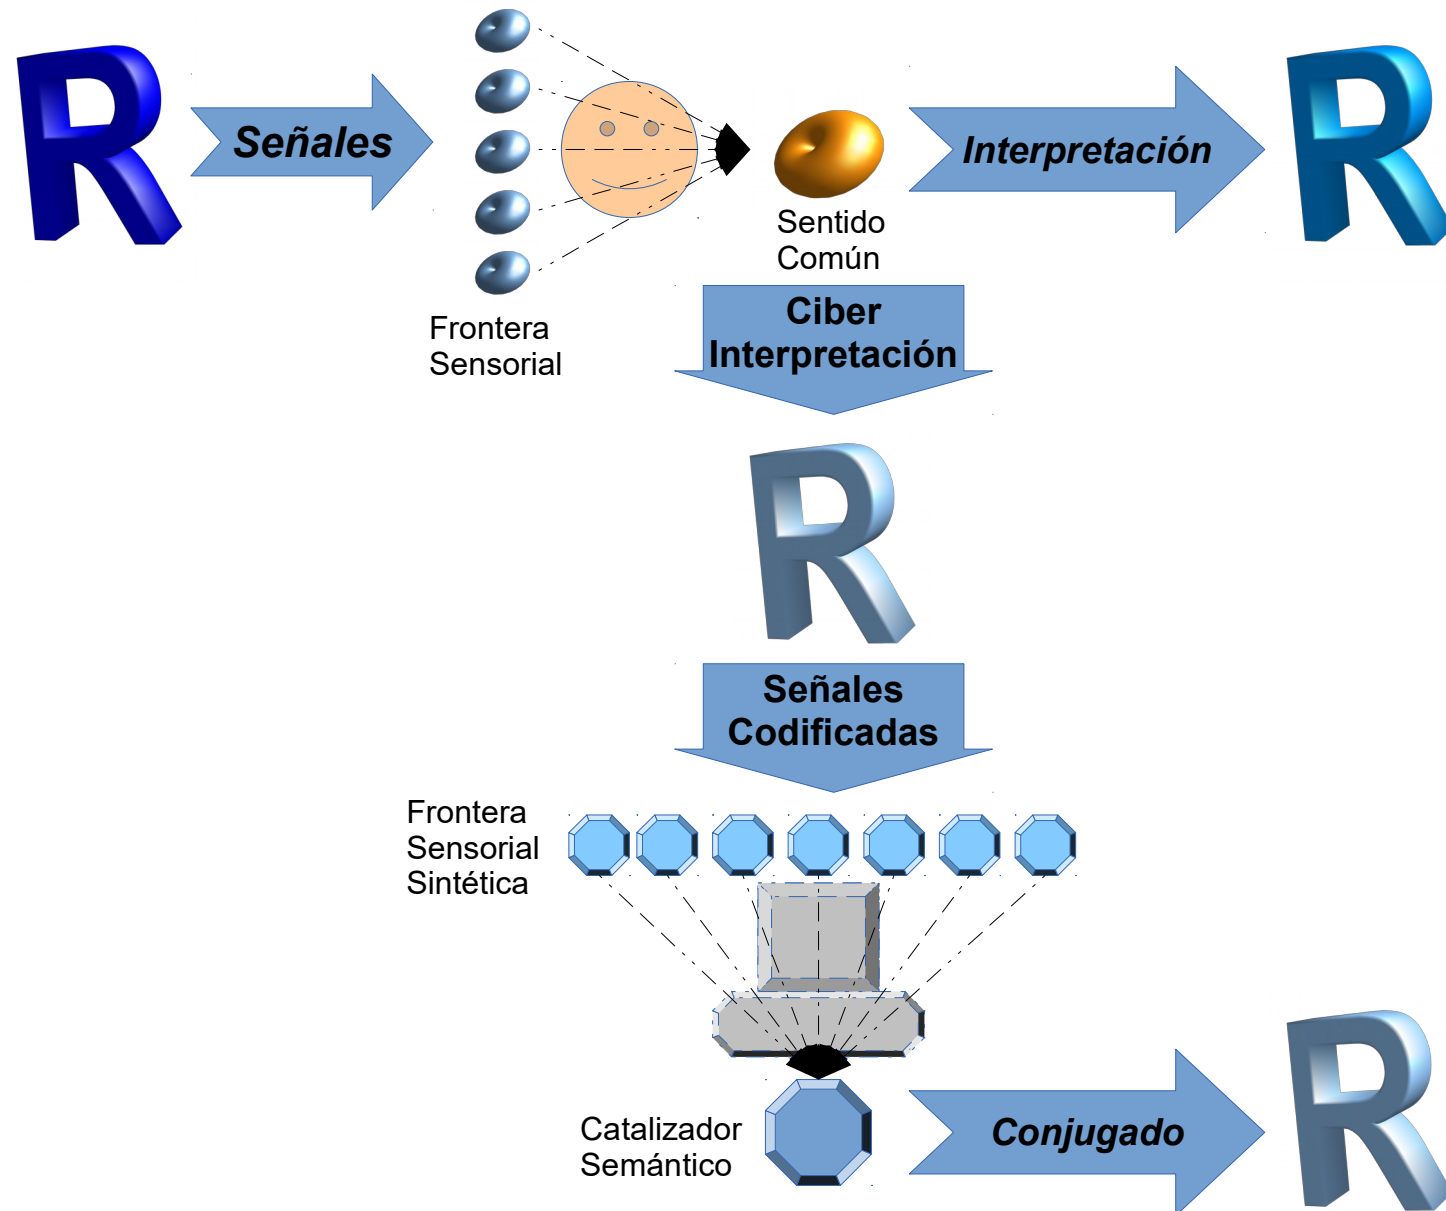 R
Señales
Frontera
Sensorial
Sentido
Común
Interpretación
R
Ciber
Interpretación
R
Señales
Codificadas
Frontera
Sensorial
Sintética
Catalizador
Semántico
Conjugado
R